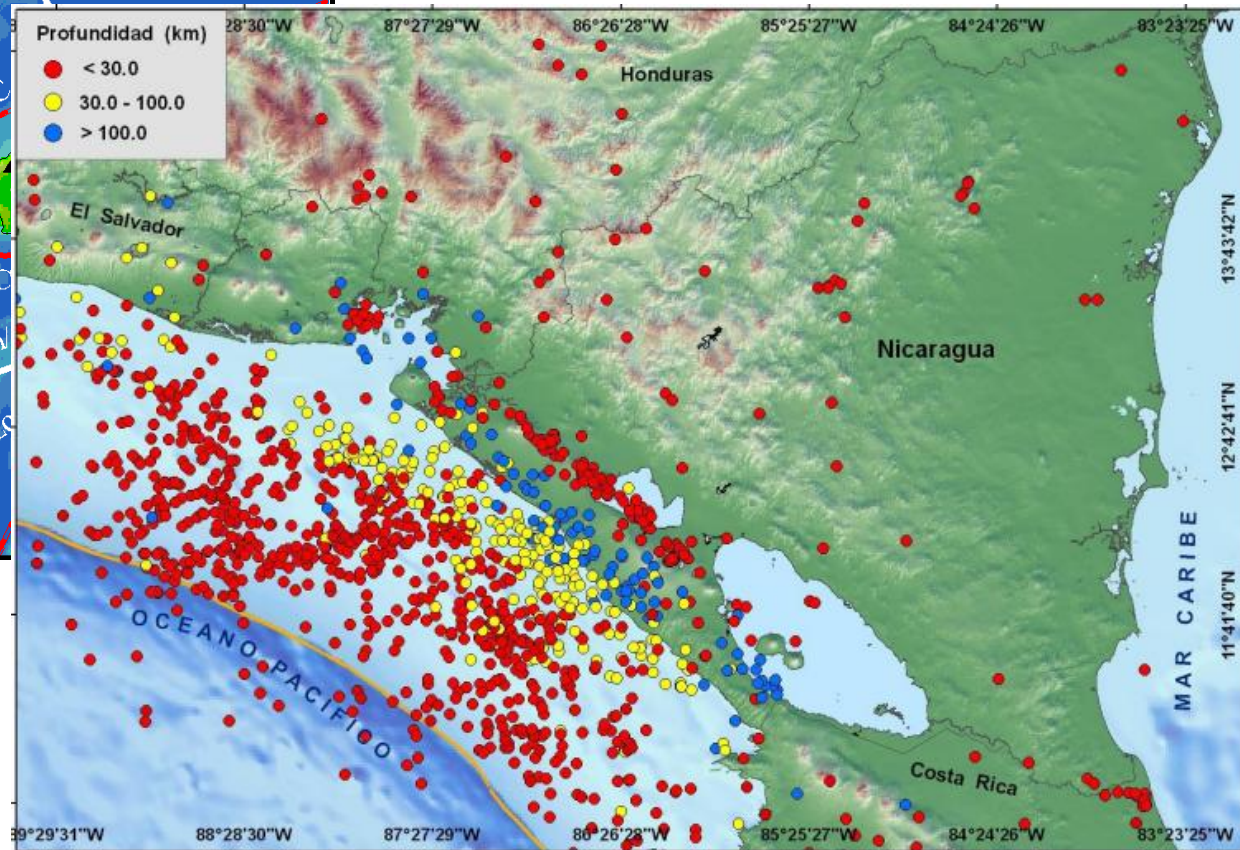 Profundidad (km)
< 30.0
30.0 - 100.0
> 100.0
28'30"W
87°27'29"W
86°26'28"W
85°25'27"W
84°24'26"W
83°23'25"W
Honduras
El Salvador
Nicaragua
13°43'42"N
12°42'41"N
11°41'40"N
OCEANO PACIFICO
MAR CARIBE
Costa Rica
89°29'31"W
88°28'30"W
87°27'29"W
86°26'28"W
85°25'27"W
84°24'26"W
83°23'25"W